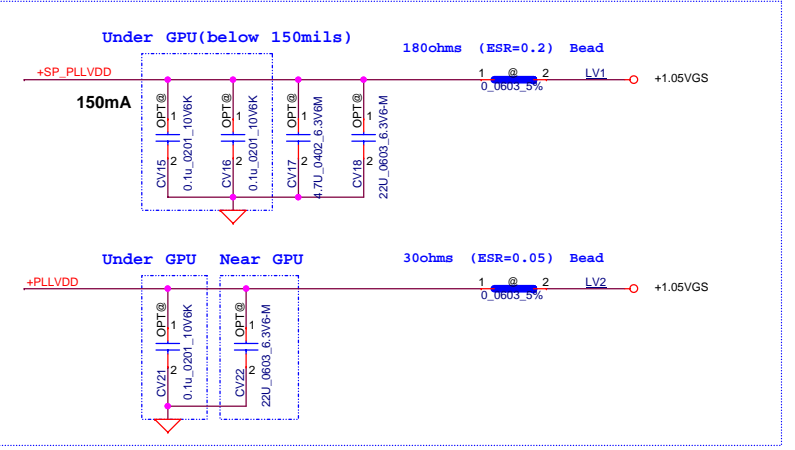 Under GPU(below 150mils)
180ohms (ESR=0.2) Bead
+SP_PLLVDD
1 @ 2 LV1
+1.05VGS
0_0603_5%
150mA
OPT@ 1 2 CV15 0.1u_0201_10V6K
OPT@ 1 2 CV16 0.1u_0201_10V6K
OPT@ 1 2 CV17 4.7U_0402_6.3V6M
OPT@ 1 2 CV18 22U_0603_6.3V6-M
Under GPU Near GPU
30ohms (ESR=0.05) Bead
+PLLVDD
1 @ 2 LV2
+1.05VGS
0_0603_5%
OPT@ 1 2 CV21 0.1u_0201_10V6K
OPT@ 1 2 CV22 22U_0603_6.3V6-M